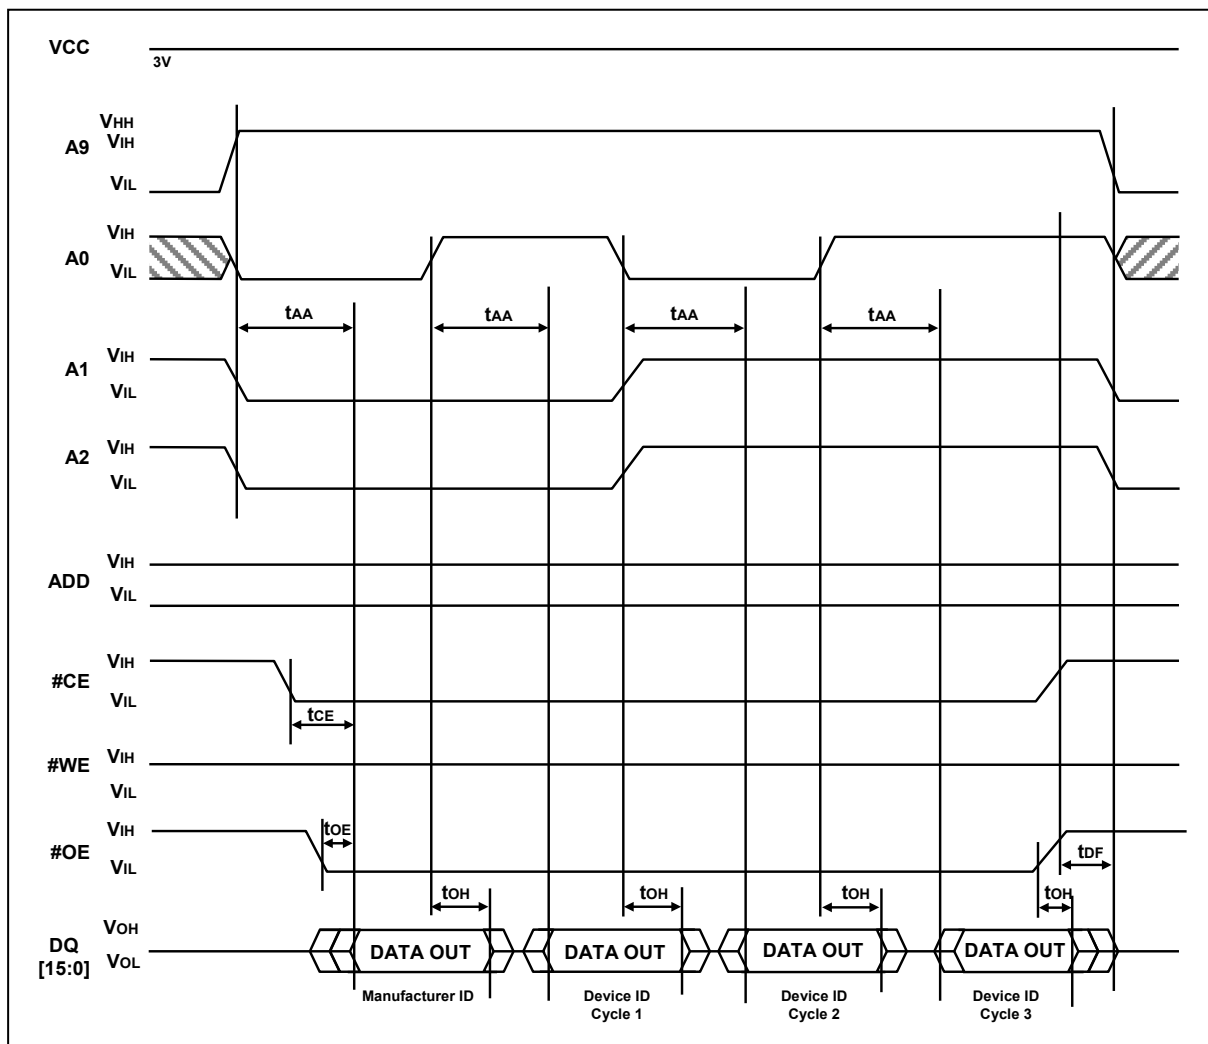 VCC
3V
VHH
VIH
A9
VIL
VIH
A0
VIL
tAA tAA tAA tAA
VIH
A1
VIL
VIH
A2
VIL
VIH
ADD
VIL
VIH
#CE
VIL
tCE
VIH
#WE
VIL
VIH
tOE
#OE
VIL
tDF
tOH tOH tOH tOH
VOH
DQ
[15:0]
VOL
DATA OUT DATA OUT DATA OUT DATA OUT
Manufacturer ID Device ID Device ID Device ID
Cycle 1 Cycle 2 Cycle 3